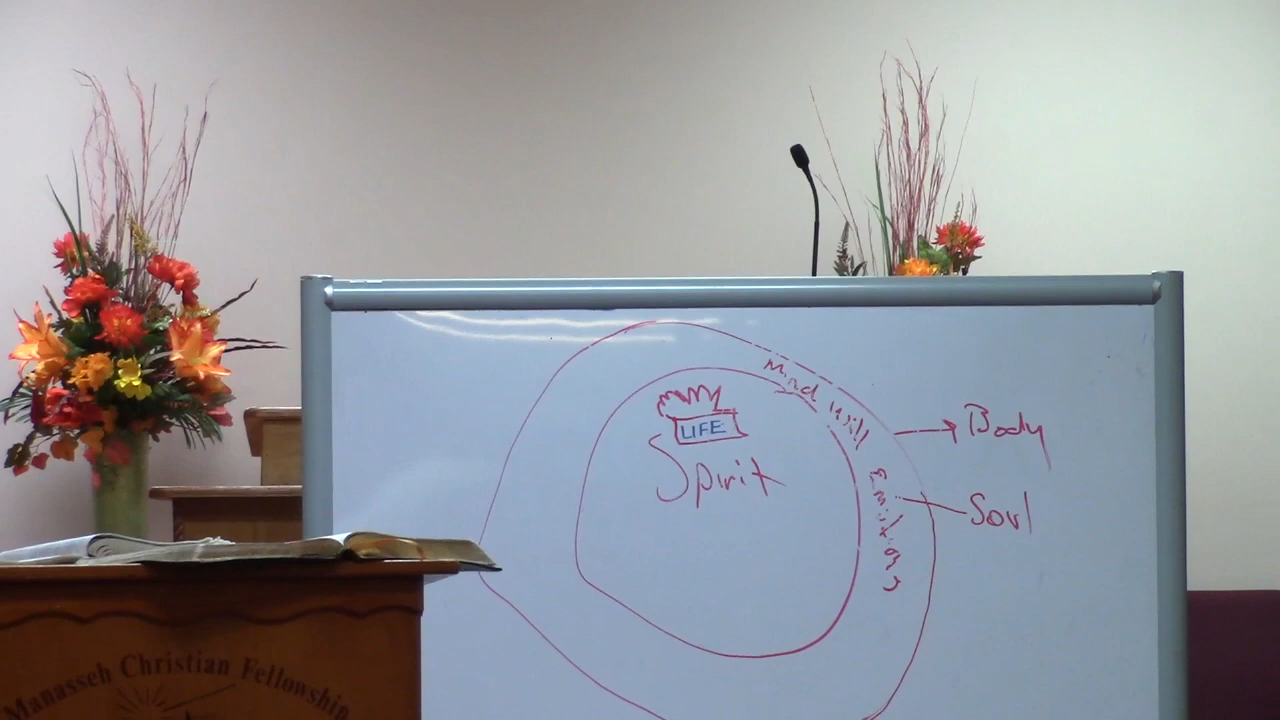 Mind Will Emotions
LIFE
Spirit
Body
Soul
Manasseh Christian Fellowship